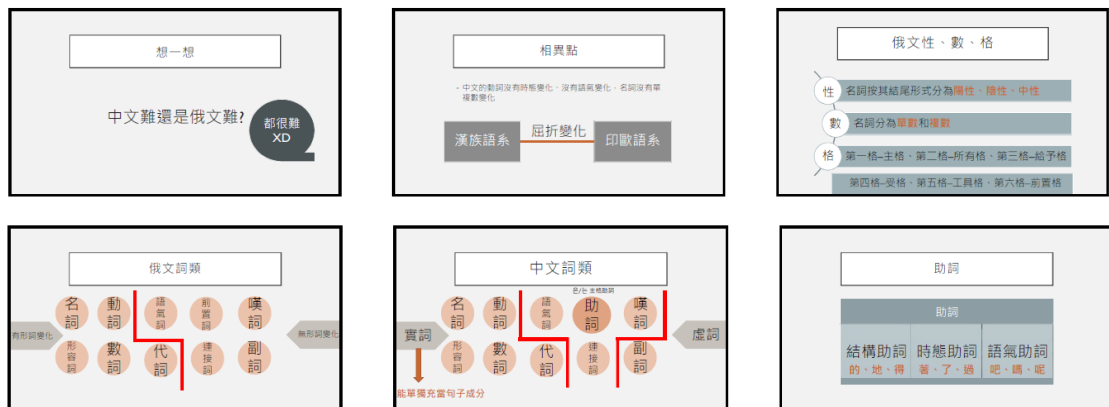 想一想
中文難還是俄文難?
都很難
XD
相異點
- 中文的動詞沒有時態變化、沒有語氣變化，名詞沒有單
複數變化
漢族語系
屈折變化
印歐語系
俄文性、數、格
性
名詞按其結尾形式分為陽性、陰性、中性
數
名詞分為單數和複數
格
第一格–主格、第二格–所有格、第三格–給予格
第四格–受格、第五格–工具格、第六格–前置格
俄文詞類
名詞
動詞
語氣詞
前置詞
嘆詞
有形詞變化
無形詞變化
形容詞
數詞
代詞
連接詞
副詞
中文詞類
名詞
動詞
語氣詞
助詞
嘆詞
實詞
虛詞
形容詞
數詞
代詞
連接詞
副詞
能單獨充當句子成分
助詞
助詞
結構助詞
的、地、得
時態助詞
著、了、過
語氣助詞
吧、嗎、呢